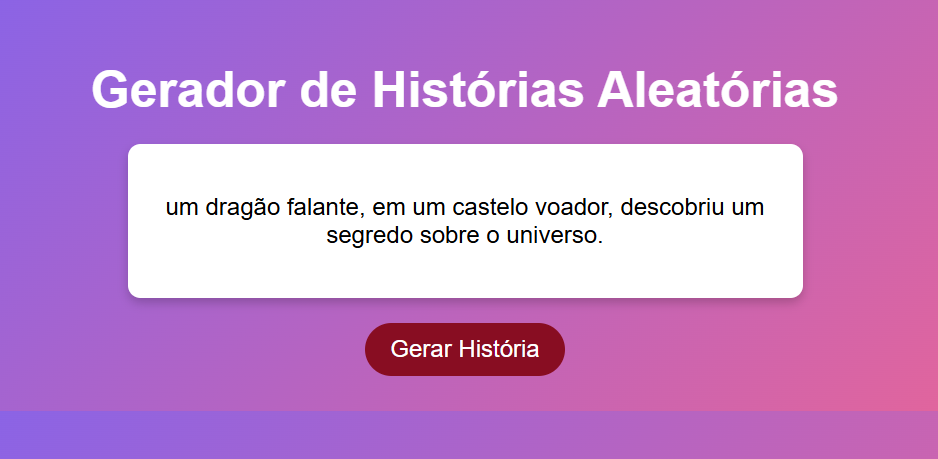 Gerador de Histórias Aleatórias
um dragão falante, em um castelo voador, descobriu um
segredo sobre o universo.
Gerar História